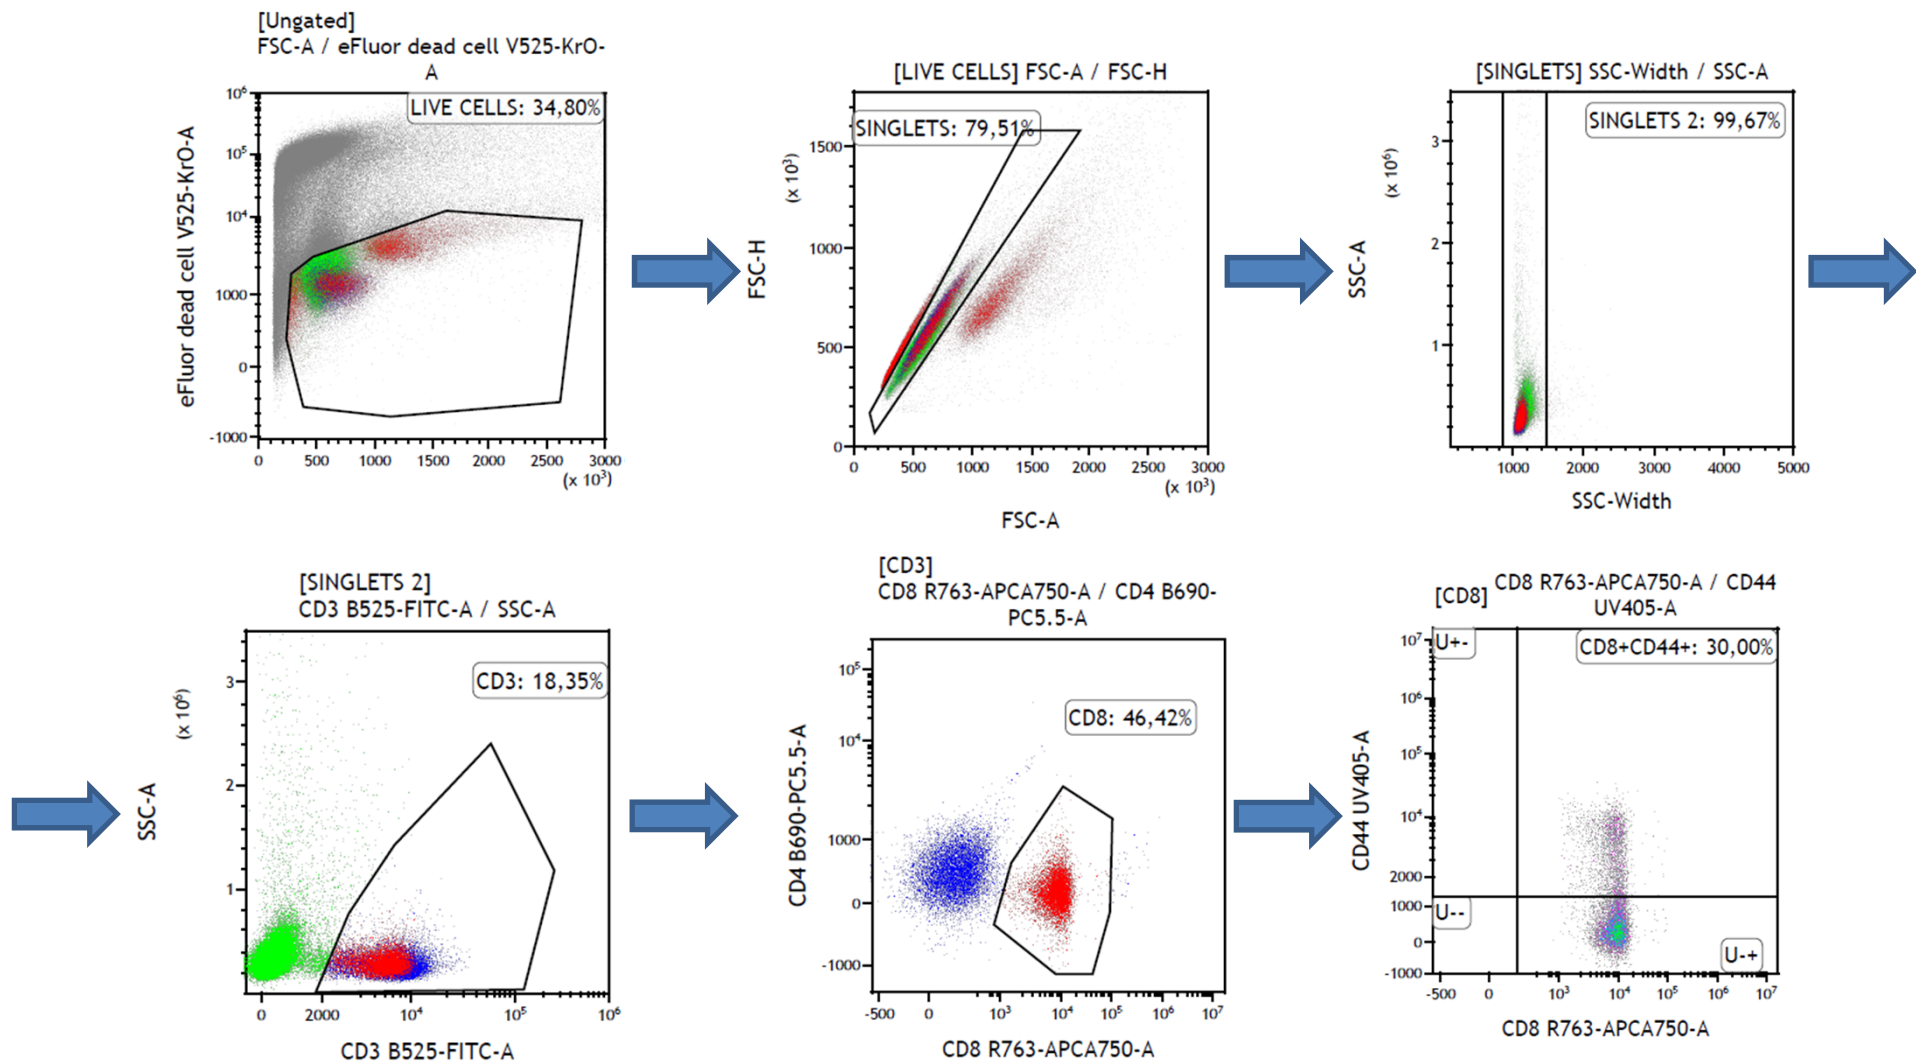 [Ungated]
FSC-A / eFluor dead cell V525-KrO-
A
LIVE CELLS: 34,80%
eFluor dead cell V525-KrO-A
10⁶
10⁵
10⁴
1000
0
-1000
0 500 1000 1500 2000 2500 3000
(x 10³)
[LIVE CELLS] FSC-A / FSC-H
SINGLETS: 79,51%
(x 10³)
FSC-H
1500
1000
500
0
0 500 1000 1500 2000 2500 3000
(x 10³)
FSC-A
[SINGLETS] SSC-Width / SSC-A
SINGLETS 2: 99,67%
(x 10⁶)
SSC-A
3
2
1
1000 2000 3000 4000 5000
SSC-Width
[SINGLETS 2]
CD3 B525-FITC-A / SSC-A
CD3: 18,35%
(x 10⁶)
SSC-A
3
2
1
0 2000 10⁴ 10⁵ 10⁶
CD3 B525-FITC-A
[CD3]
CD8 R763-APCA750-A / CD4 B690-
PC5.5-A
CD8: 46,42%
CD4 B690-PC5.5-A
10⁵
10⁴
1000
0
-1000
-500 0 10³ 10⁴ 10⁵ 10⁶ 10⁷
CD8 R763-APCA750-A
[CD8] CD8 R763-APCA750-A / CD44
UV405-A
U+-
CD8+CD44+: 30,00%
CD44 UV405-A
10⁷
10⁶
10⁵
10⁴
2000
1000
0
-1000
U--
U-+
-500 0 10³ 10⁴ 10⁵ 10⁶ 10⁷
CD8 R763-APCA750-A